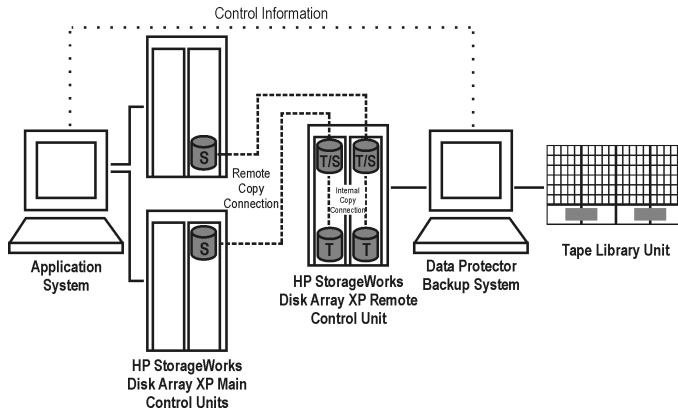 Control Information
S
T/S
T/S
Remote
Copy
Connection
Internal
Copy
Connection
S
T
T
Application
System
HP StorageWorks
Disk Array XP Remote
Control Unit
Data Protector
Backup System
Tape Library Unit
HP StorageWorks
Disk Array XP Main
Control Units